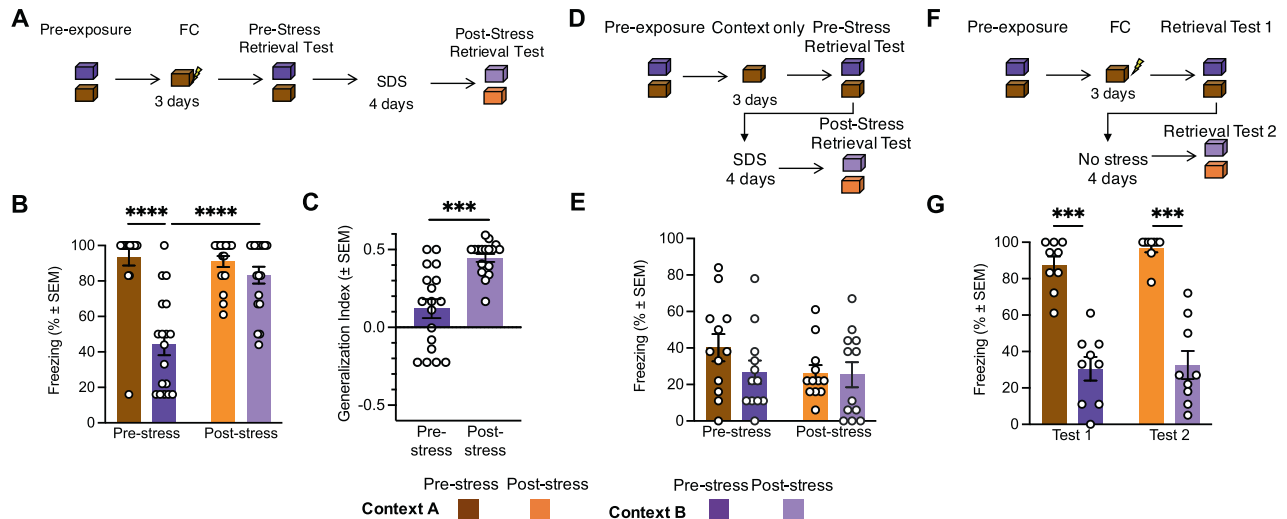 A
Pre-exposure
FC
Pre-Stress
Retrieval Test
Post-Stress
Retrieval Test
3 days
SDS
4 days
D
Pre-exposure
Context only
Pre-Stress
Retrieval Test
3 days
SDS
4 days
Post-Stress
Retrieval Test
F
Pre-exposure
FC
Retrieval Test 1
3 days
No stress
4 days
Retrieval Test 2
B
**** ****
Freezing (% ± SEM)
100
80
60
40
20
0
Pre-stress Post-stress
C
***
Generalization Index (± SEM)
0.5
0.0
-0.5
Pre-
stress
Post-
stress
E
Freezing (% ± SEM)
100
80
60
40
20
0
Pre-stress Post-stress
G
*** ***
Freezing (% ± SEM)
100
80
60
40
20
0
Test 1 Test 2
Pre-stress Post-stress
Context A
Pre-stress Post-stress
Context B